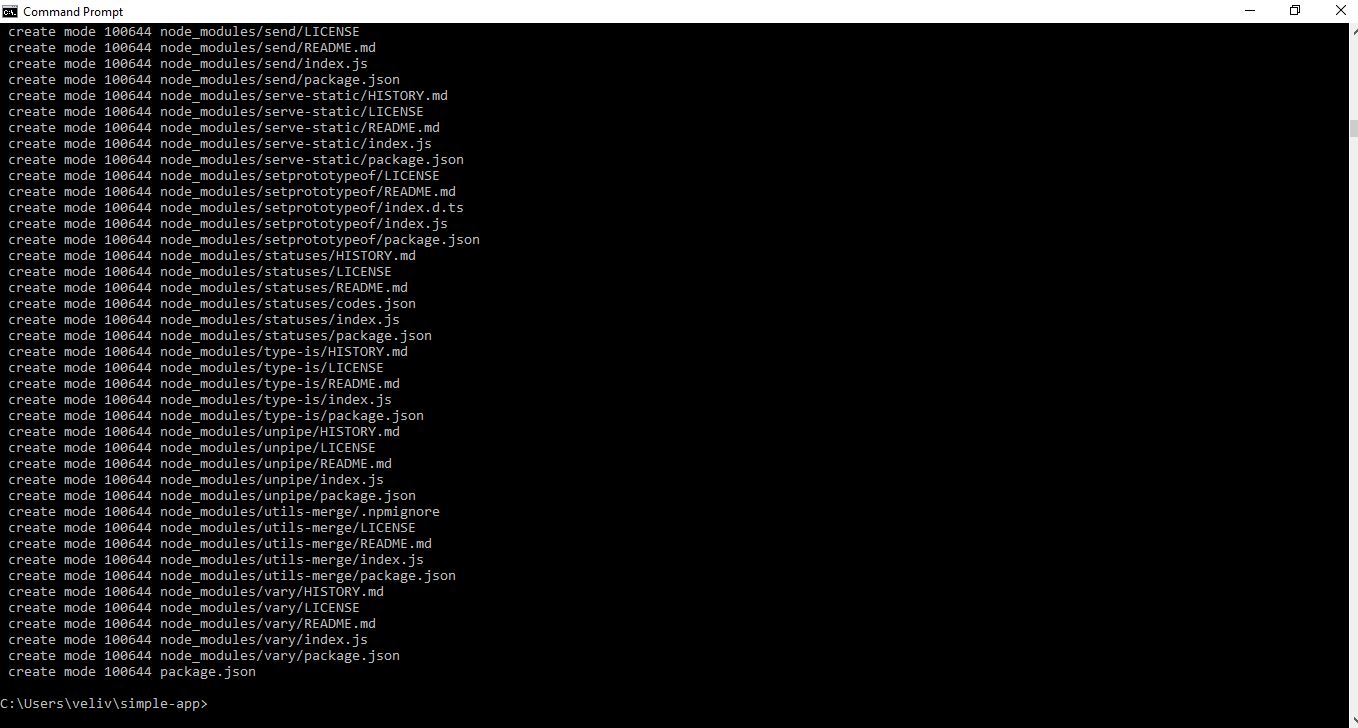 Command Prompt
create mode 100644 node_modules/send/LICENSE
create mode 100644 node_modules/send/README.md
create mode 100644 node_modules/send/index.js
create mode 100644 node_modules/send/package.json
create mode 100644 node_modules/serve-static/HISTORY.md
create mode 100644 node_modules/serve-static/LICENSE
create mode 100644 node_modules/serve-static/README.md
create mode 100644 node_modules/serve-static/index.js
create mode 100644 node_modules/serve-static/package.json
create mode 100644 node_modules/setprototypeof/LICENSE
create mode 100644 node_modules/setprototypeof/README.md
create mode 100644 node_modules/setprototypeof/index.d.ts
create mode 100644 node_modules/setprototypeof/index.js
create mode 100644 node_modules/setprototypeof/package.json
create mode 100644 node_modules/statuses/HISTORY.md
create mode 100644 node_modules/statuses/LICENSE
create mode 100644 node_modules/statuses/README.md
create mode 100644 node_modules/statuses/codes.json
create mode 100644 node_modules/statuses/index.js
create mode 100644 node_modules/statuses/package.json
create mode 100644 node_modules/type-is/HISTORY.md
create mode 100644 node_modules/type-is/LICENSE
create mode 100644 node_modules/type-is/README.md
create mode 100644 node_modules/type-is/index.js
create mode 100644 node_modules/type-is/package.json
create mode 100644 node_modules/unpipe/HISTORY.md
create mode 100644 node_modules/unpipe/LICENSE
create mode 100644 node_modules/unpipe/README.md
create mode 100644 node_modules/unpipe/index.js
create mode 100644 node_modules/unpipe/package.json
create mode 100644 node_modules/utils-merge/.npmignore
create mode 100644 node_modules/utils-merge/LICENSE
create mode 100644 node_modules/utils-merge/README.md
create mode 100644 node_modules/utils-merge/index.js
create mode 100644 node_modules/utils-merge/package.json
create mode 100644 node_modules/vary/HISTORY.md
create mode 100644 node_modules/vary/LICENSE
create mode 100644 node_modules/vary/README.md
create mode 100644 node_modules/vary/index.js
create mode 100644 node_modules/vary/package.json
create mode 100644 package.json
C:\Users\veliv\simple-app>